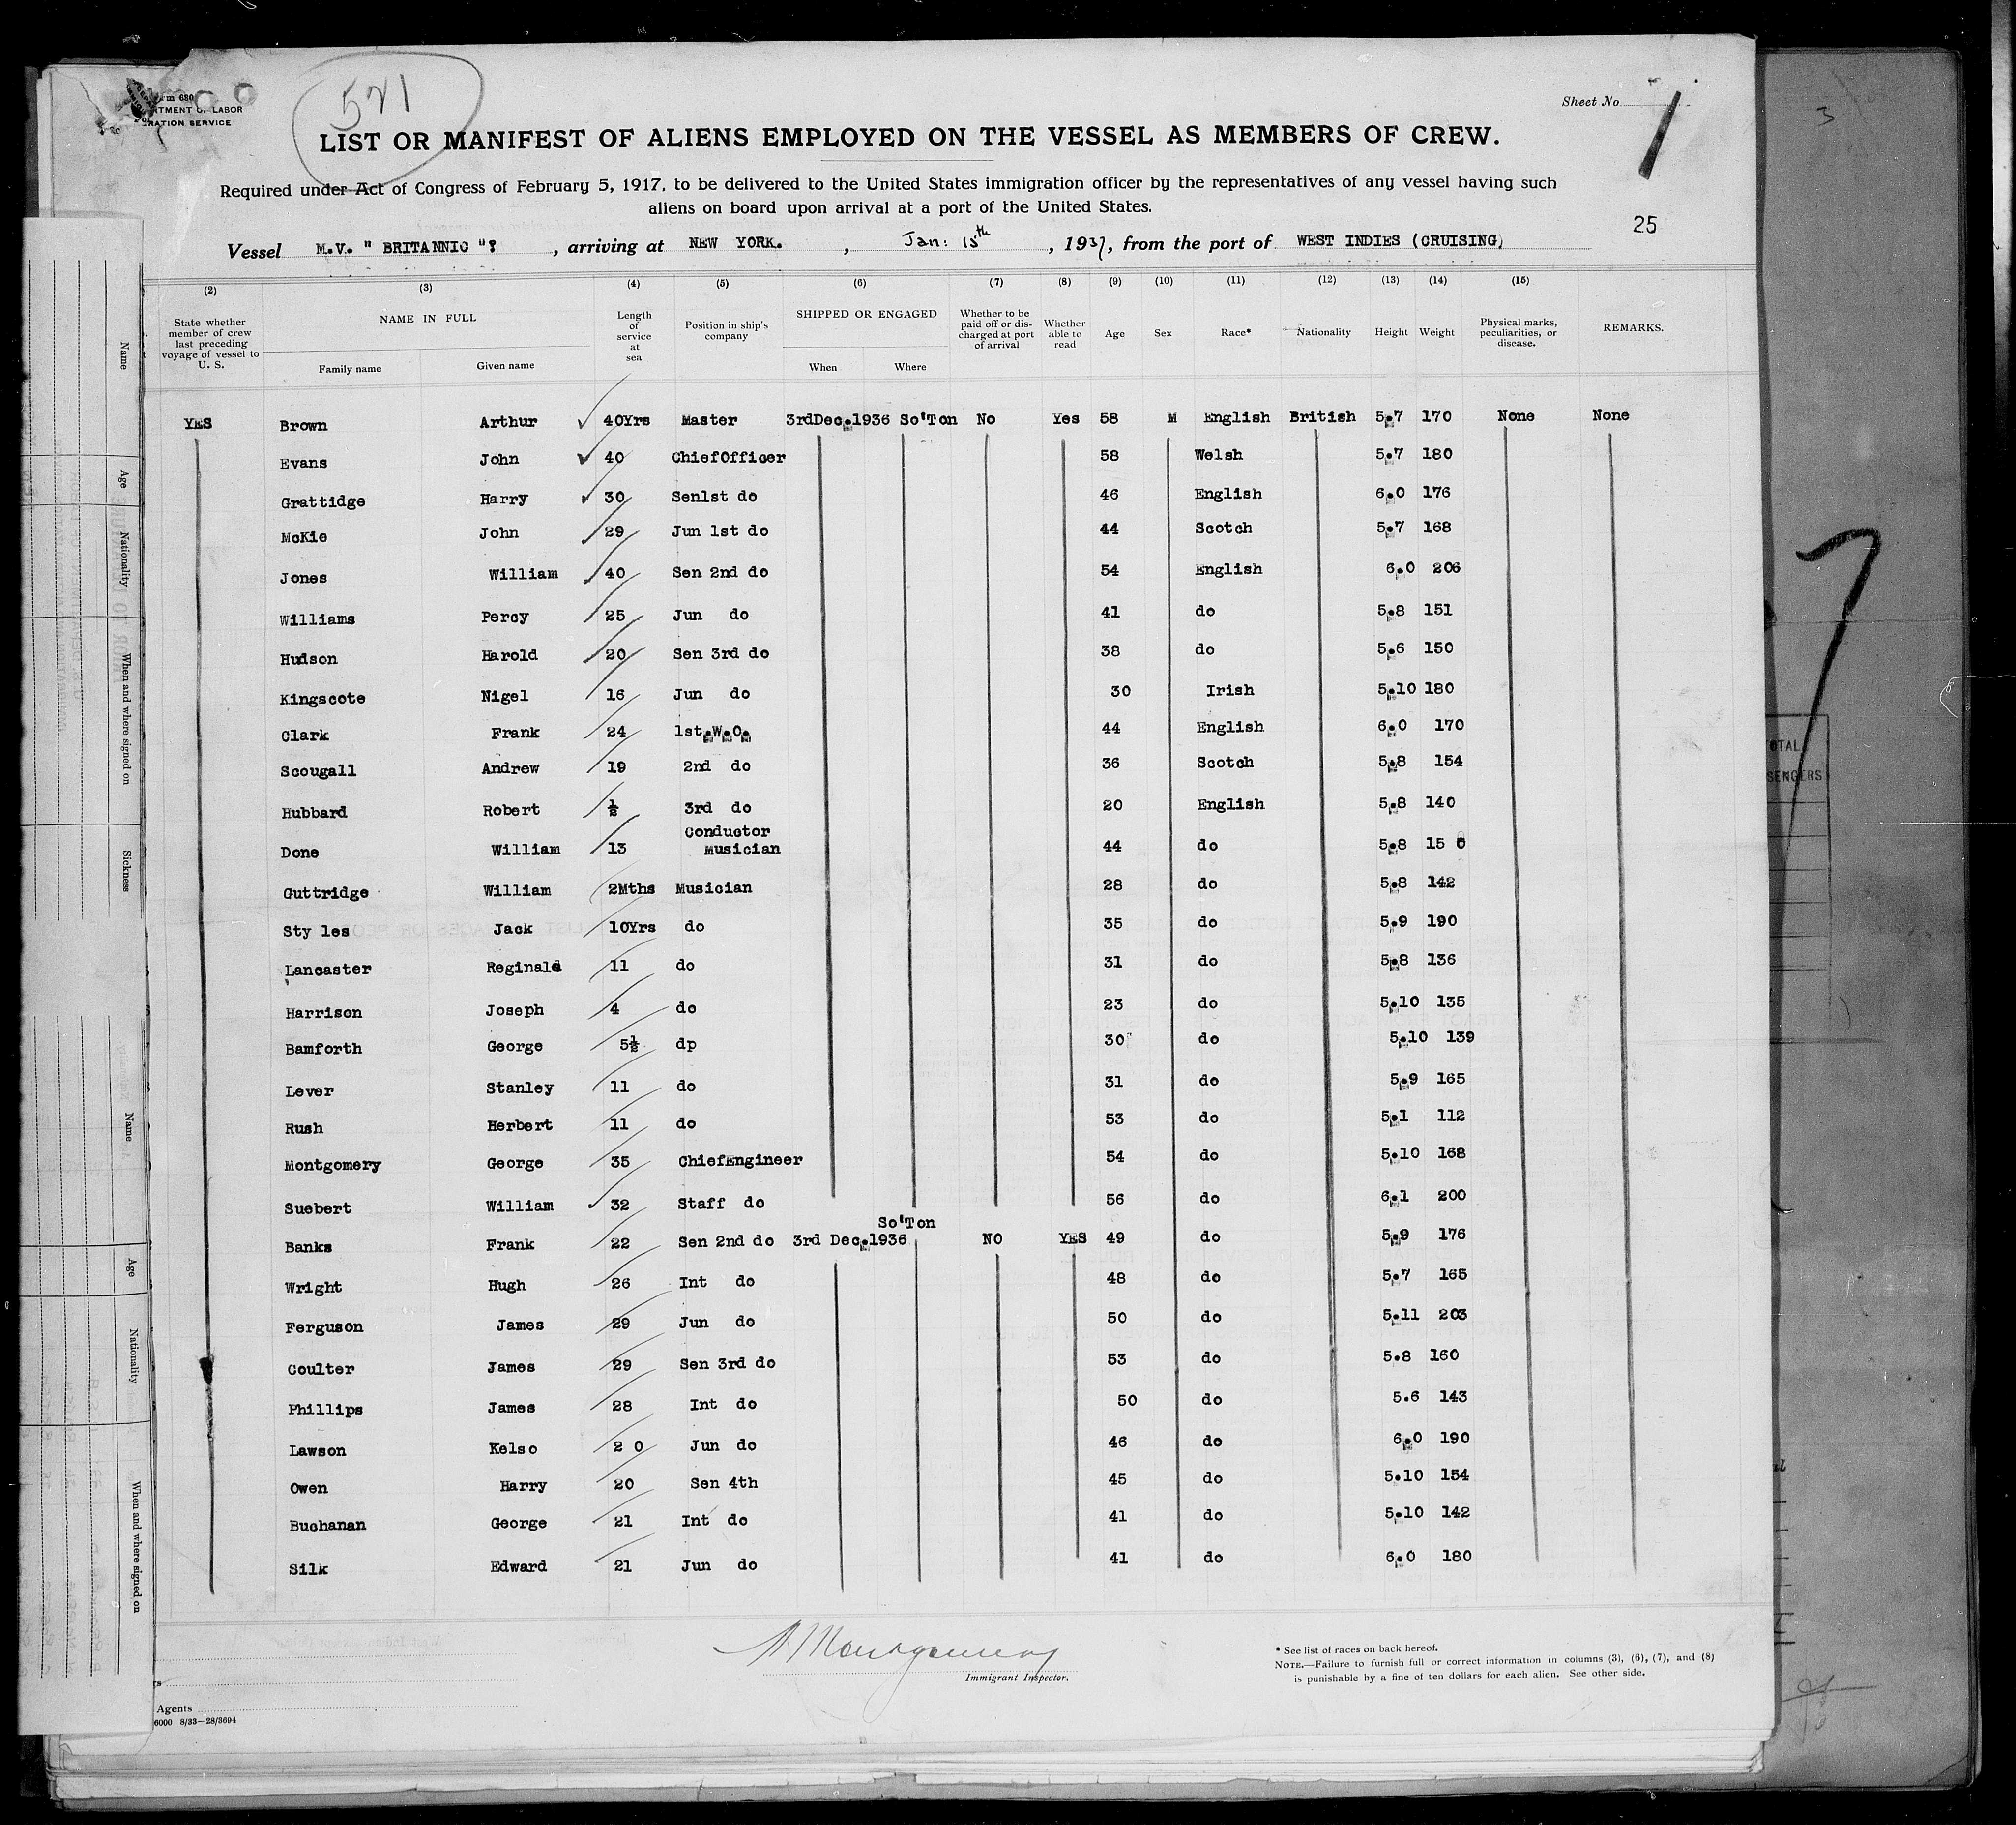 521
Form 680
DEPARTMENT OF LABOR
IMMIGRATION SERVICE
Sheet No. 1
LIST OR MANIFEST OF ALIENS EMPLOYED ON THE VESSEL AS MEMBERS OF CREW.
Required under Act of Congress of February 5, 1917, to be delivered to the United States immigration officer by the representatives of any vessel having such
aliens on board upon arrival at a port of the United States.
25
Vessel M.V. " BRITANNIC ": , arriving at NEW YORK. , Jan: 15th , 1937, from the port of WEST INDIES (CRUISING)
(2) (3) (4) (5) (6) (7) (8) (9) (10) (11) (12) (13) (14) (15)
State whether member of crew last preceding voyage of vessel to U. S.
NAME IN FULL
Family name Given name
Length of service at sea
Position in ship's company
SHIPPED OR ENGAGED
When Where
Whether to be paid off or discharged at port of arrival
Whether able to read
Age Sex Race* Nationality Height Weight
Physical marks, peculiarities, or disease.
REMARKS.
YES Brown Arthur 40Yrs Master 3rdDec.1936 So'Ton No Yes 58 M English British 5.7 170 None None
Evans John 40 ChiefOfficer 58 Welsh 5.7 180
Grattidge Harry 30 Sen1st do 46 English 6.0 176
McKie John 29 Jun 1st do 44 Scotch 5.7 168
Jones William 40 Sen 2nd do 54 English 6.0 206
Williams Percy 25 Jun do 41 do 5.8 151
Hudson Harold 20 Sen 3rd do 38 do 5.6 150
Kingscote Nigel 16 Jun do 30 Irish 5.10 180
Clark Frank 24 1st.W.O. 44 English 6.0 170
Scougall Andrew 19 2nd do 36 Scotch 5.8 154
Hubbard Robert ½ 3rd do 20 English 5.8 140
Done William 13 Conductor Musician 44 do 5.8 15 0
Guttridge William 2Mths Musician 28 do 5.8 142
Sty les Jack 10Yrs do 35 do 5.9 190
Lancaster Reginald 11 do 31 do 5.8 136
Harrison Joseph 4 do 23 do 5.10 135
Bamforth George 5½ dp 30 do 5.10 139
Lever Stanley 11 do 31 do 5.9 165
Rush Herbert 11 do 53 do 5.1 112
Montgomery George 35 ChiefEngineer 54 do 5.10 168
Suebert William 32 Staff do 56 do 6.1 200
Banks Frank 22 Sen 2nd do 3rd Dec.1936 So'Ton NO YES 49 do 5.9 176
Wright Hugh 26 Int do 48 do 5.7 165
Ferguson James 29 Jun do 50 do 5.11 203
Coulter James 29 Sen 3rd do 53 do 5.8 160
Phillips James 28 Int do 50 do 5.6 143
Lawson Kelso 2 0 Jun do 46 do 6.0 190
Owen Harry 20 Sen 4th 45 do 5.10 154
Buchanan George 21 Int do 41 do 5.10 142
Silk Edward 21 Jun do 41 do 6.0 180
Montgomery
Immigrant Inspector.
* See list of races on back hereof.
NOTE.—Failure to furnish full or correct information in columns (3), (6), (7), and (8)
is punishable by a fine of ten dollars for each alien. See other side.
Agents
6000 8/33—28/3694
Name
Age
Nationality
When and where signed on
Sickness
Name
Age
Nationality
When and where signed on
3
7